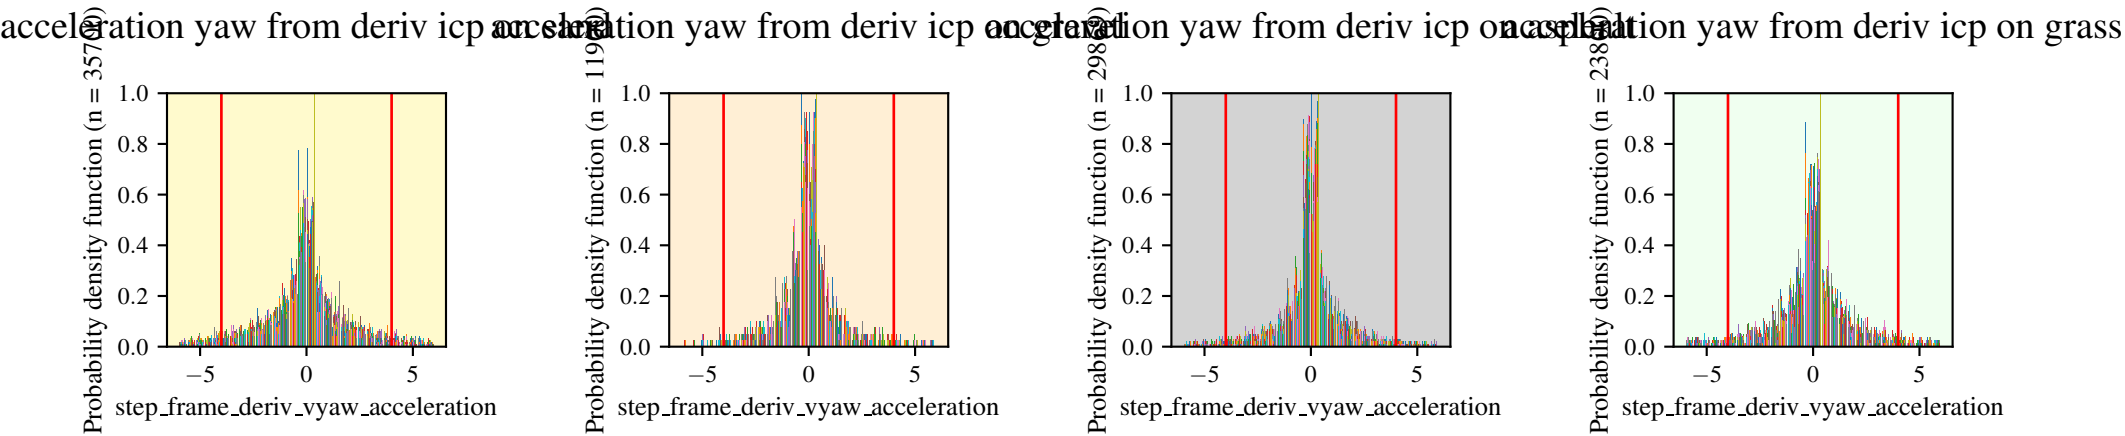 acceleration yaw from deriv icp on sand
acceleration yaw from deriv icp on gravel
acceleration yaw from deriv icp on asphalt
acceleration yaw from deriv icp on grass
Probability density function (n =
1.0
0.8
0.6
0.4
0.2
0.0
−5 0 5
step_frame_deriv_vyaw_acceleration
Probability density function (n =
1.0
0.8
0.6
0.4
0.2
0.0
−5 0 5
step_frame_deriv_vyaw_acceleration
Probability density function (n =
1.0
0.8
0.6
0.4
0.2
0.0
−5 0 5
step_frame_deriv_vyaw_acceleration
Probability density function (n =
1.0
0.8
0.6
0.4
0.2
0.0
−5 0 5
step_frame_deriv_vyaw_acceleration